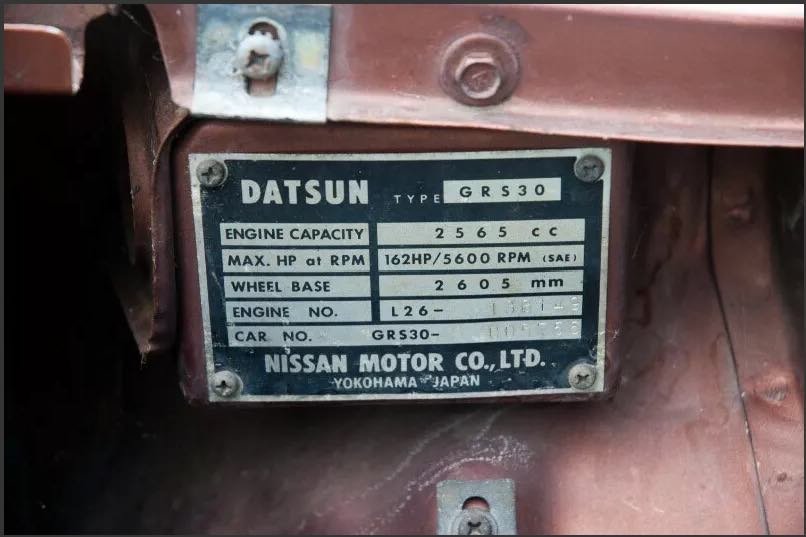 DATSUN TYPE GRS30
ENGINE CAPACITY 2565 cc
MAX. HP at RPM 162HP/5600 RPM (SAE)
WHEEL BASE 2605 mm
ENGINE NO. L26-
CAR NO. GRS30-
NISSAN MOTOR CO., LTD.
YOKOHAMA JAPAN